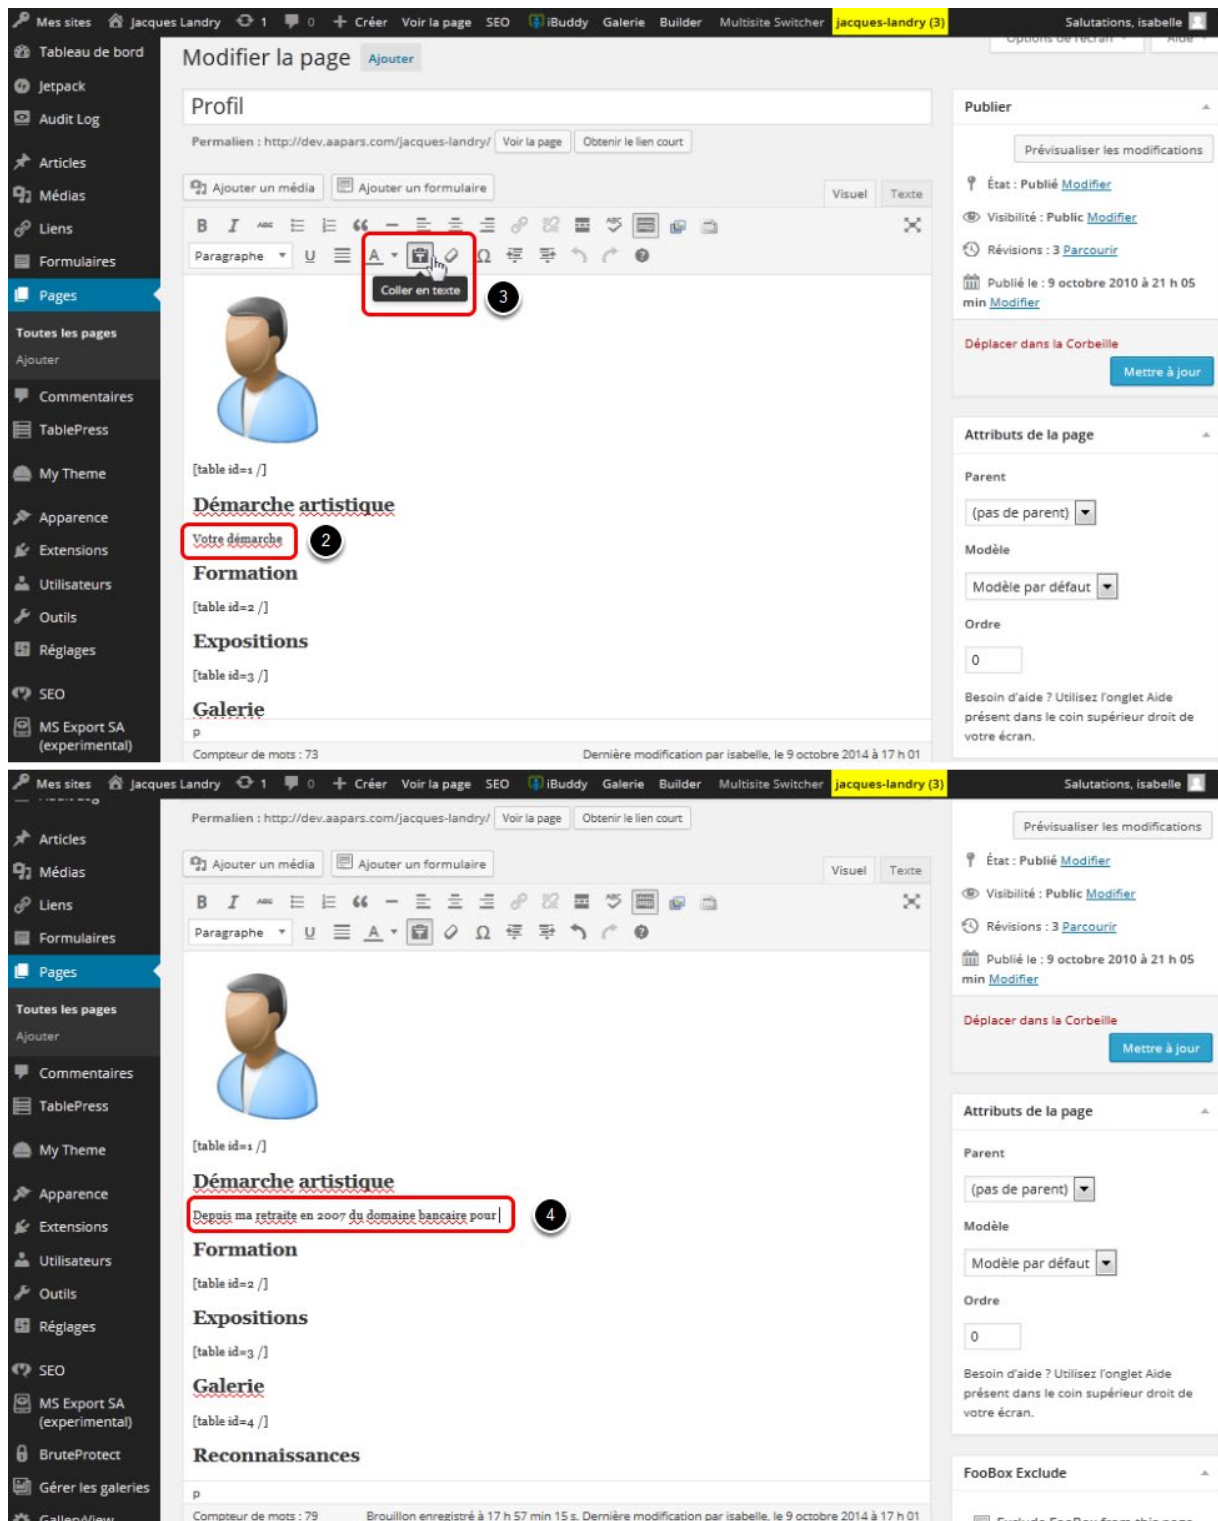 Mes sites Jacques Landry 1 0 + Créer Voir la page SEO iBuddy Galerie Builder Multisite Switcher jacques-landry (3) Salutations, isabelle
Tableau de bord
Jetpack
Audit Log
Articles
Médias
Liens
Formulaires
Pages
Toutes les pages
Ajouter
Commentaires
TablePress
My Theme
Apparence
Extensions
Utilisateurs
Outils
Réglages
SEO
MS Export SA
(experimental)
Options de l'écran Aide
Modifier la page Ajouter
Profil
Permalien : http://dev.aapars.com/jacques-landry/ Voir la page Obtenir le lien court
Ajouter un média Ajouter un formulaire Visuel Texte
B I ABC ABC
Paragraphe U A Ω
Coller en texte
3
[table id=1 /]
Démarche artistique
Votre démarche 2
Formation
[table id=2 /]
Expositions
[table id=3 /]
Galerie
p
Compteur de mots : 73 Dernière modification par isabelle, le 9 octobre 2014 à 17 h 01
Publier
Prévisualiser les modifications
État : Publié Modifier
Visibilité : Public Modifier
Révisions : 3 Parcourir
Publié le : 9 octobre 2010 à 21 h 05
min Modifier
Déplacer dans la Corbeille
Mettre à jour
Attributs de la page
Parent
(pas de parent)
Modèle
Modèle par défaut
Ordre
0
Besoin d'aide ? Utilisez l'onglet Aide
présent dans le coin supérieur droit de
votre écran.
Mes sites Jacques Landry 1 0 + Créer Voir la page SEO iBuddy Galerie Builder Multisite Switcher jacques-landry (3) Salutations, isabelle
Audit Log
Articles
Médias
Liens
Formulaires
Pages
Toutes les pages
Ajouter
Commentaires
TablePress
My Theme
Apparence
Extensions
Utilisateurs
Outils
Réglages
SEO
MS Export SA
(experimental)
BruteProtect
Gérer les galeries
GalleryView
Permalien : http://dev.aapars.com/jacques-landry/ Voir la page Obtenir le lien court
Ajouter un média Ajouter un formulaire Visuel Texte
B I ABC ABC
Paragraphe U A Ω
[table id=1 /]
Démarche artistique
Depuis ma retraite en 2007 du domaine bancaire pour 4
Formation
[table id=2 /]
Expositions
[table id=3 /]
Galerie
[table id=4 /]
Reconnaissances
p
Compteur de mots : 79 Brouillon enregistré à 17 h 57 min 15 s. Dernière modification par isabelle, le 9 octobre 2014 à 17 h 01
Prévisualiser les modifications
État : Publié Modifier
Visibilité : Public Modifier
Révisions : 3 Parcourir
Publié le : 9 octobre 2010 à 21 h 05
min Modifier
Déplacer dans la Corbeille
Mettre à jour
Attributs de la page
Parent
(pas de parent)
Modèle
Modèle par défaut
Ordre
0
Besoin d'aide ? Utilisez l'onglet Aide
présent dans le coin supérieur droit de
votre écran.
FooBox Exclude
Exclude FooBox from this page